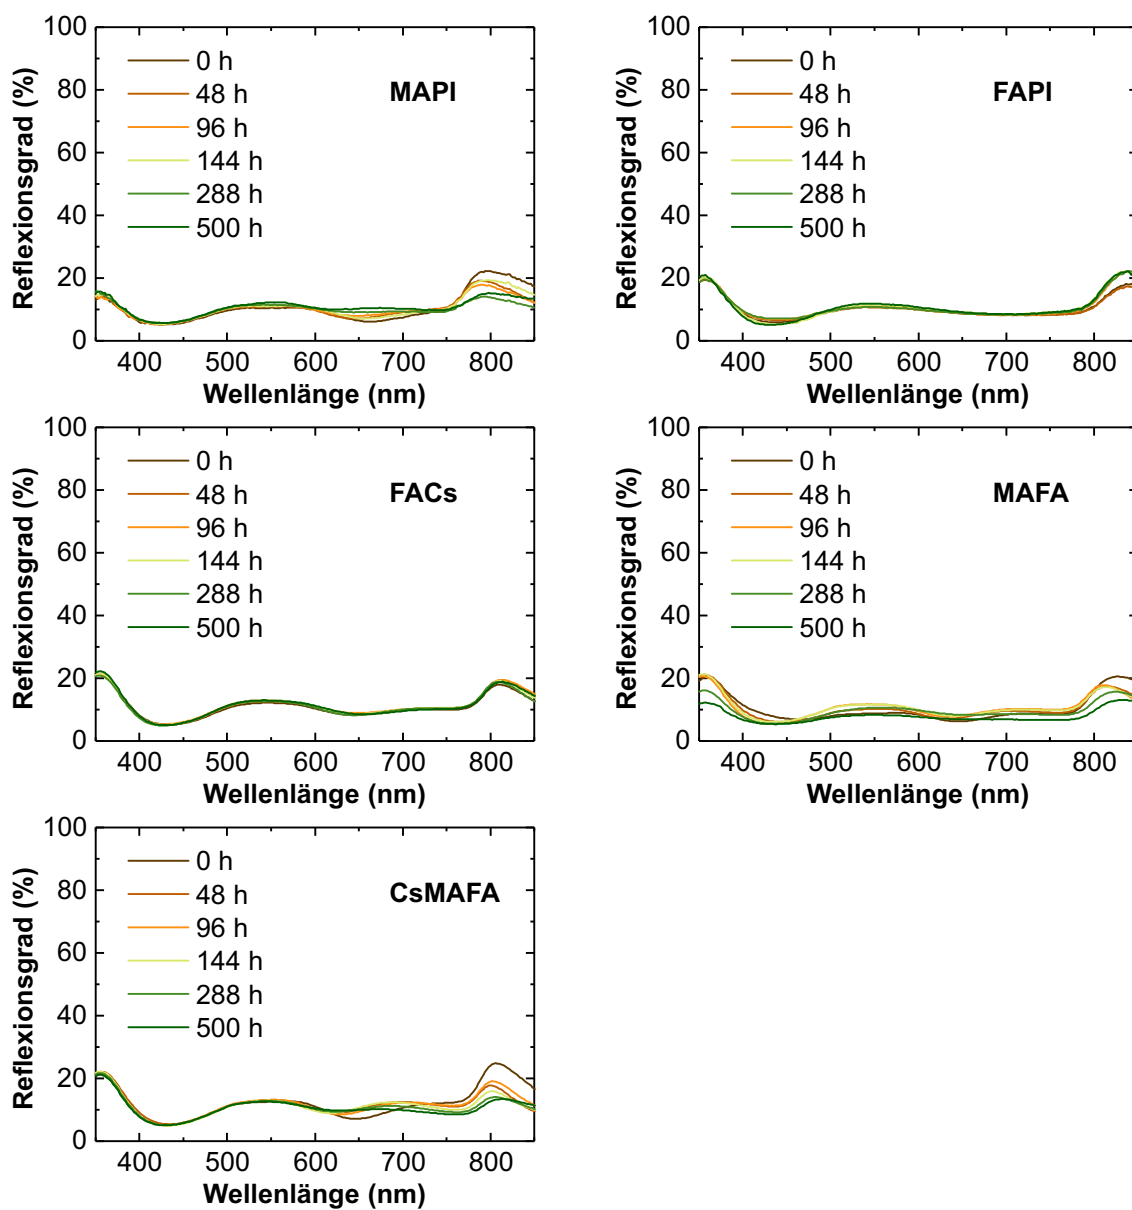 100
80
60
40
20
0
Reflexionsgrad (%)
0 h
48 h
96 h
144 h
288 h
500 h
MAPI
400 500 600 700 800
Wellenlänge (nm)
100
80
60
40
20
0
Reflexionsgrad (%)
0 h
48 h
96 h
144 h
288 h
500 h
FAPI
400 500 600 700 800
Wellenlänge (nm)
100
80
60
40
20
0
Reflexionsgrad (%)
0 h
48 h
96 h
144 h
288 h
500 h
FACs
400 500 600 700 800
Wellenlänge (nm)
100
80
60
40
20
0
Reflexionsgrad (%)
0 h
48 h
96 h
144 h
288 h
500 h
MAFA
400 500 600 700 800
Wellenlänge (nm)
100
80
60
40
20
0
Reflexionsgrad (%)
0 h
48 h
96 h
144 h
288 h
500 h
CsMAFA
400 500 600 700 800
Wellenlänge (nm)